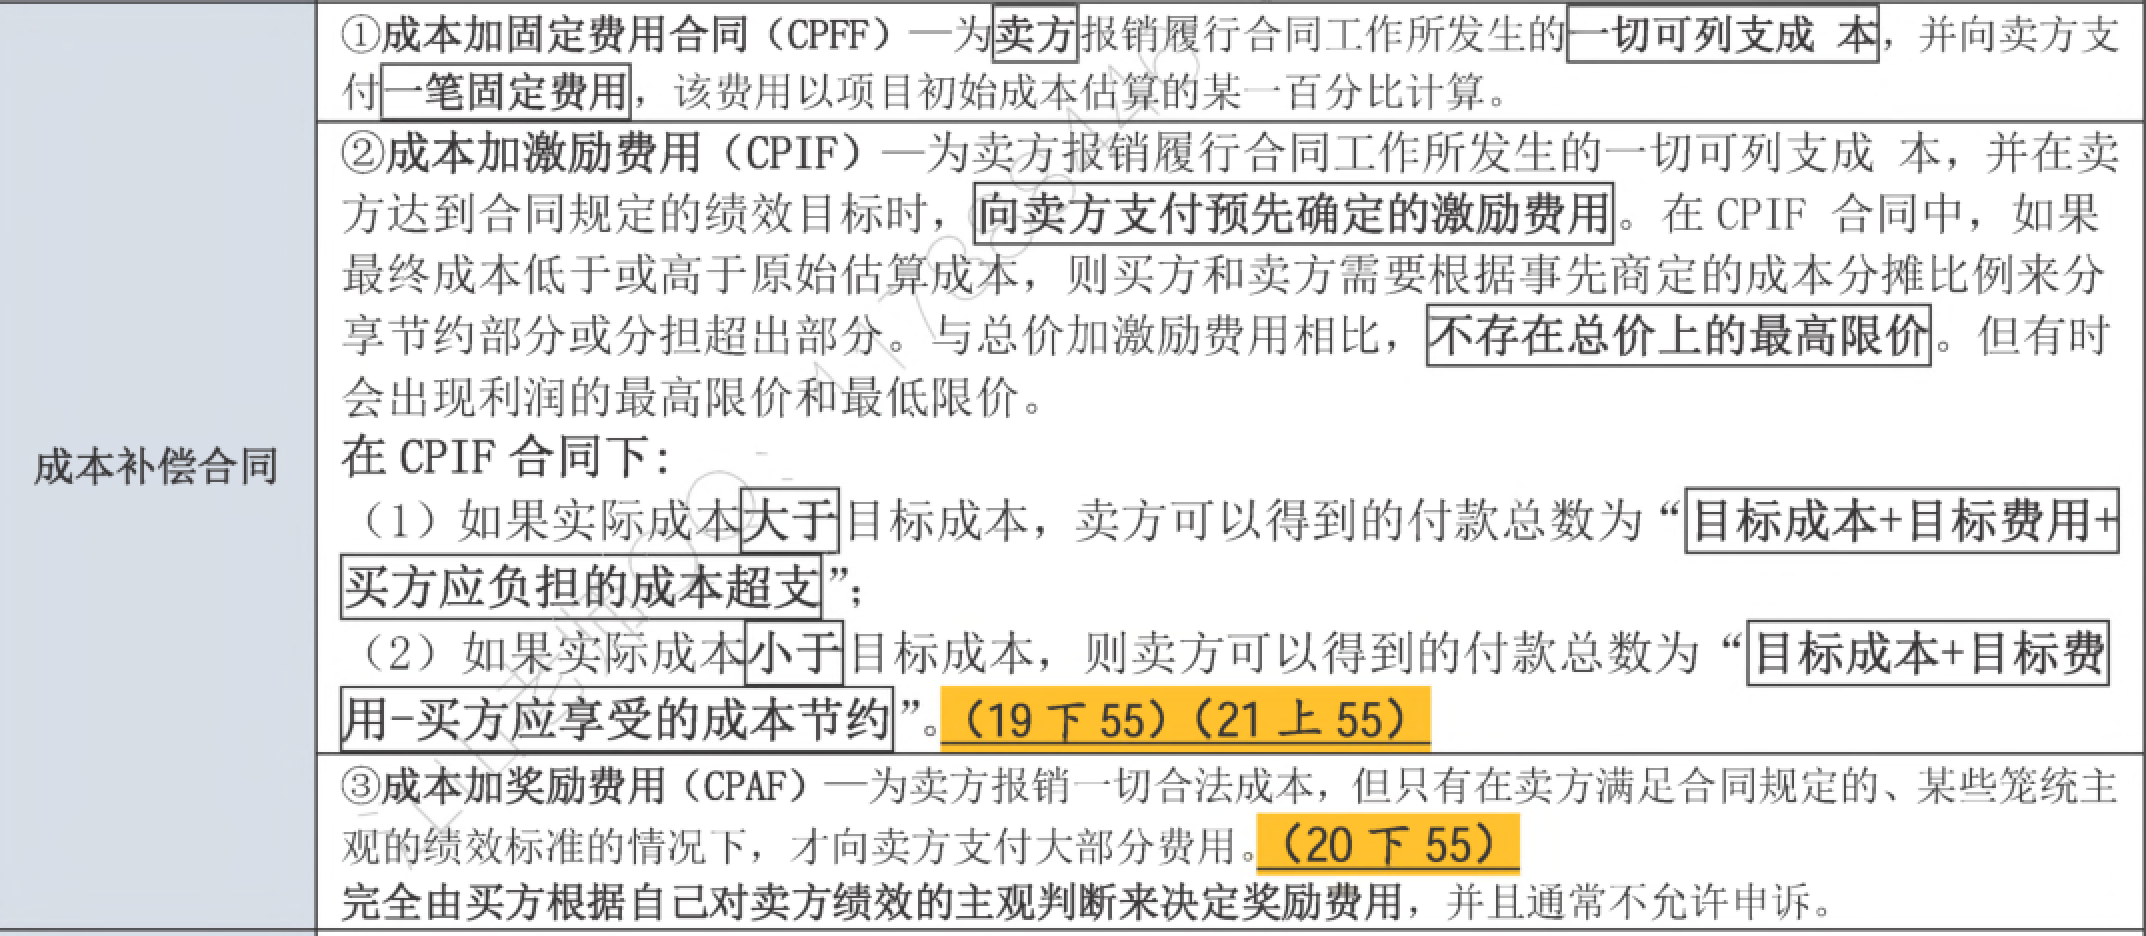 ①成本加固定费用合同（CPFF）—为卖方报销履行合同工作所发生的一切可列支成 本，并向卖方支
付一笔固定费用，该费用以项目初始成本估算的某一百分比计算。
②成本加激励费用（CPIF）—为卖方报销履行合同工作所发生的一切可列支成 本，并在卖
方达到合同规定的绩效目标时，向卖方支付预先确定的激励费用。在 CPIF 合同中，如果
最终成本低于或高于原始估算成本，则买方和卖方需要根据事先商定的成本分摊比例来分
享节约部分或分担超出部分。与总价加激励费用相比，不存在总价上的最高限价。但有时
会出现利润的最高限价和最低限价。
成本补偿合同
在 CPIF 合同下：
（1）如果实际成本大于目标成本，卖方可以得到的付款总数为“目标成本+目标费用+
买方应负担的成本超支”；
（2）如果实际成本小于目标成本，则卖方可以得到的付款总数为“目标成本+目标费
用-买方应享受的成本节约”。（19 下 55）（21 上 55）
③成本加奖励费用（CPAF）—为卖方报销一切合法成本，但只有在卖方满足合同规定的、某些笼统主
观的绩效标准的情况下，才向卖方支付大部分费用。（20 下 55）
完全由买方根据自己对卖方绩效的主观判断来决定奖励费用，并且通常不允许申诉。